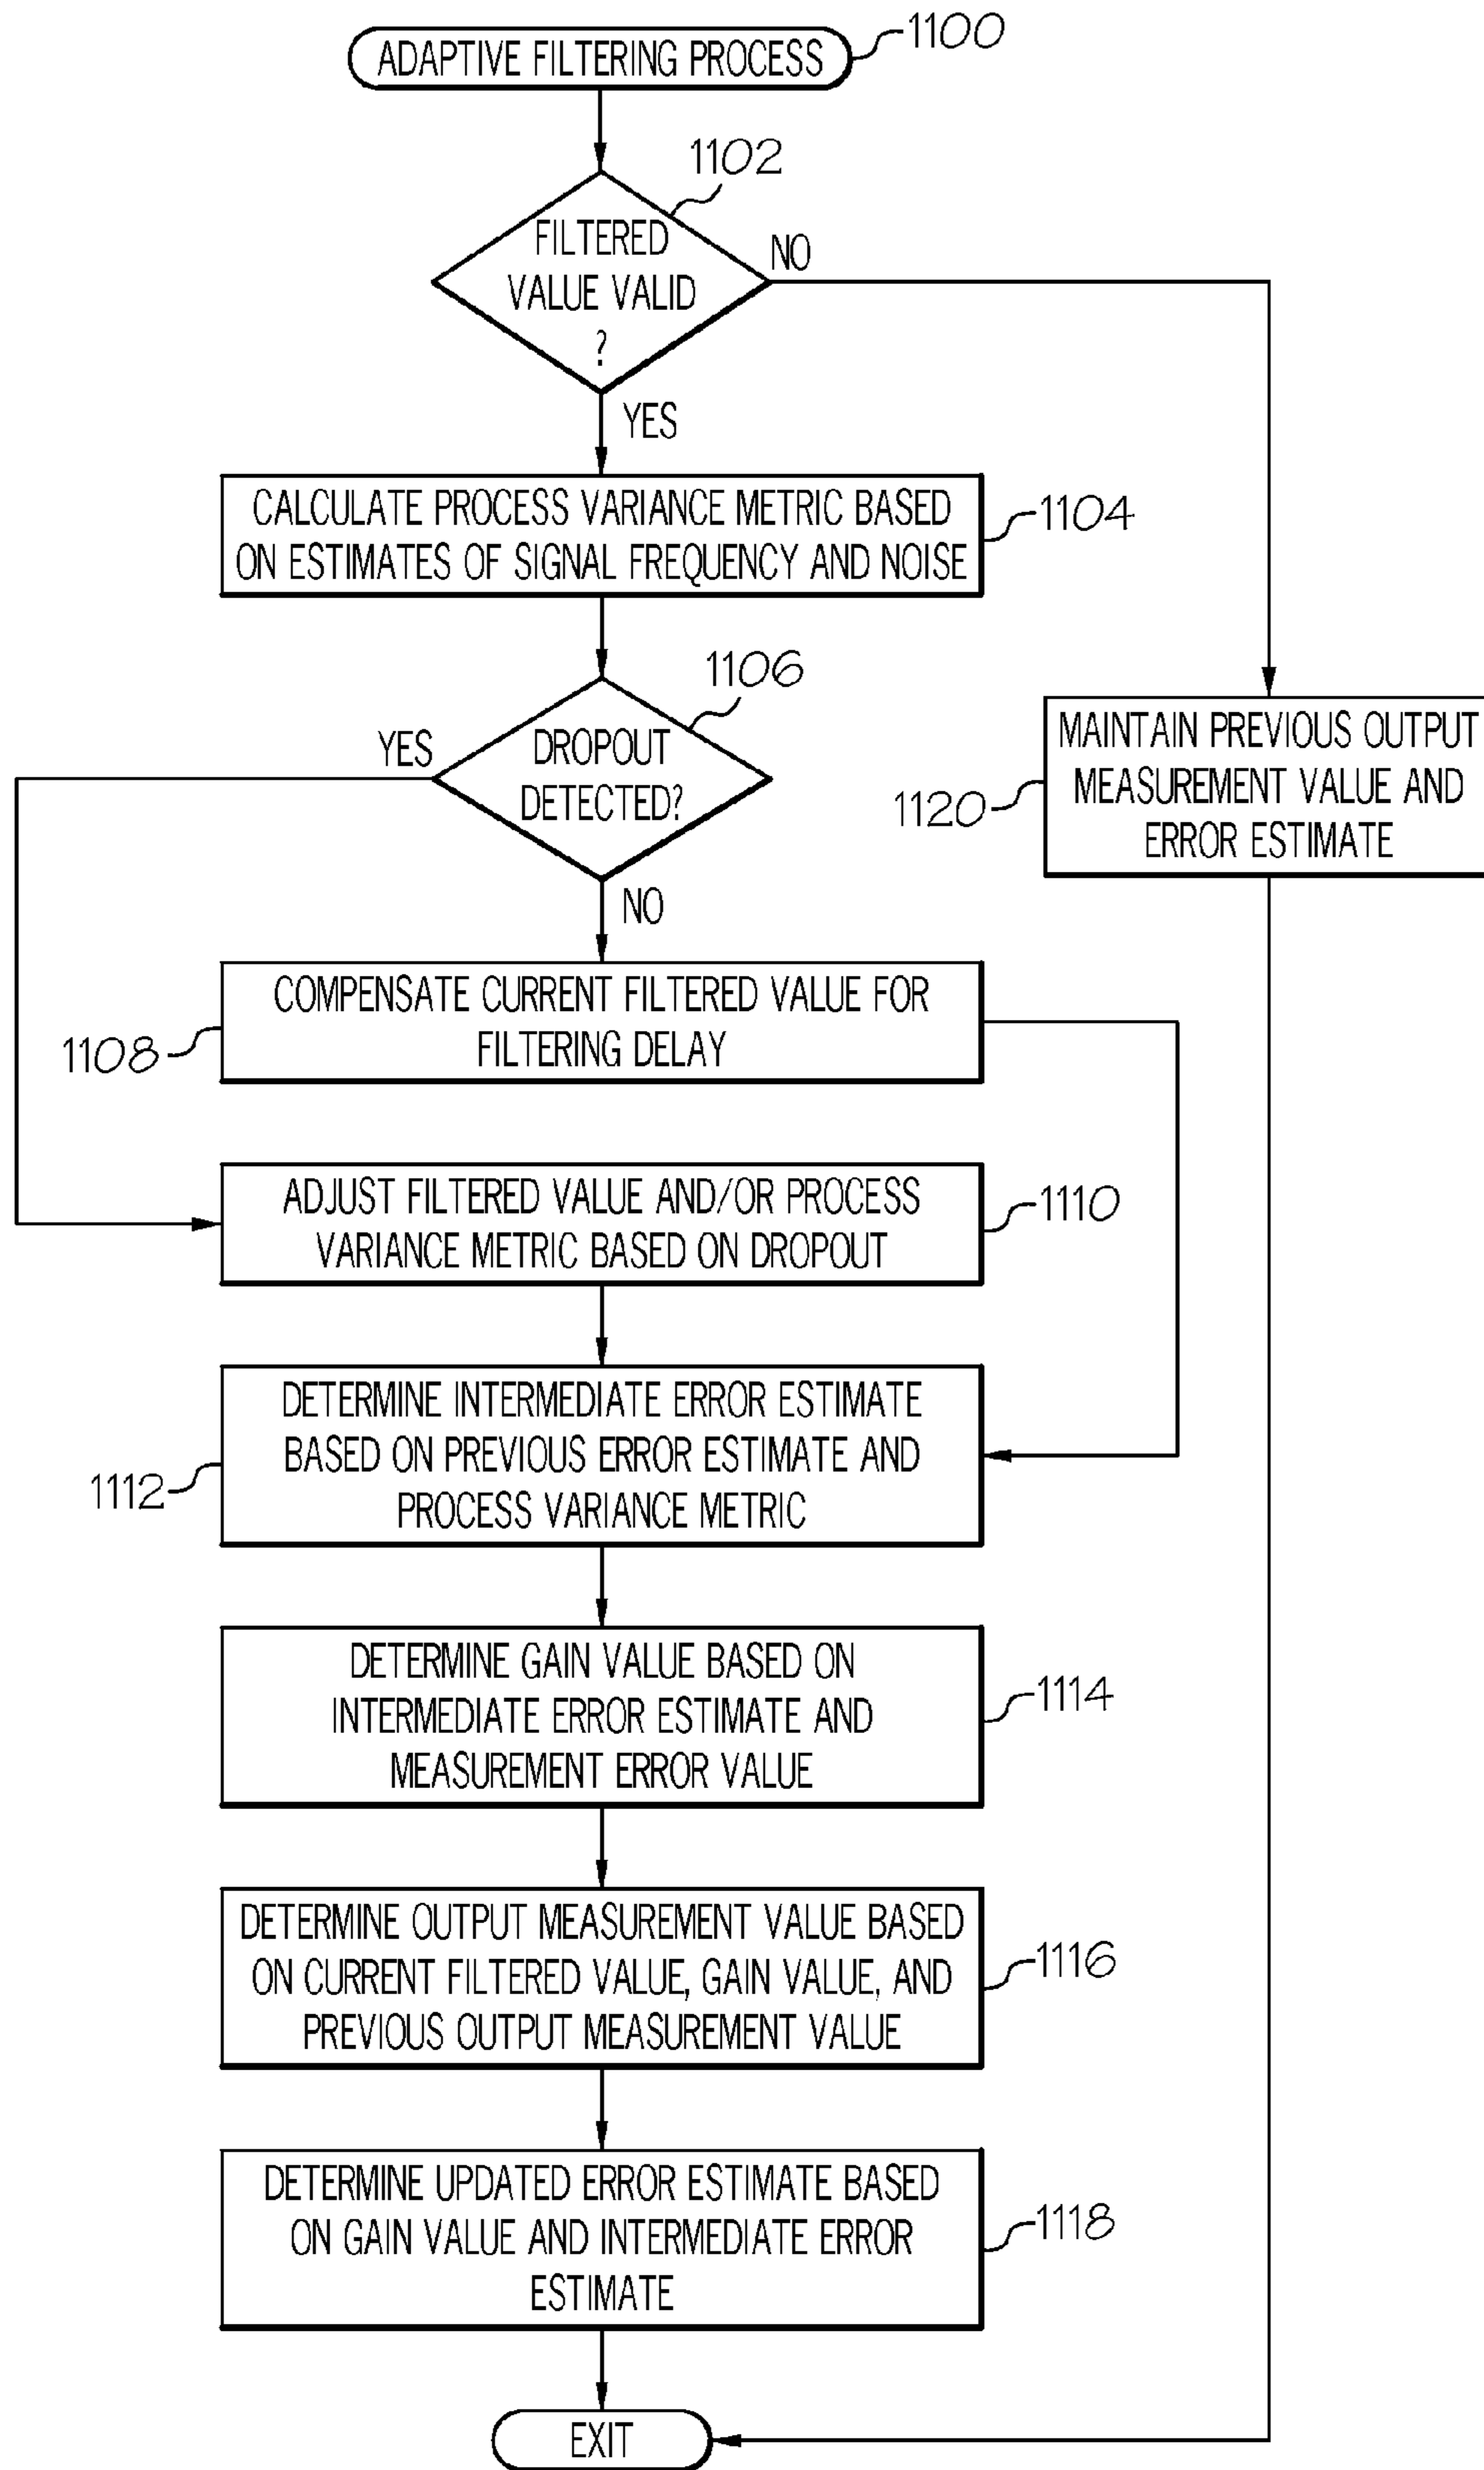 ADAPTIVE FILTERING PROCESS
1100
1102
FILTERED
VALUE VALID
?
NO
YES
CALCULATE PROCESS VARIANCE METRIC BASED
ON ESTIMATES OF SIGNAL FREQUENCY AND NOISE
1104
1106
YES
DROPOUT
DETECTED?
NO
MAINTAIN PREVIOUS OUTPUT
MEASUREMENT VALUE AND
ERROR ESTIMATE
1120
COMPENSATE CURRENT FILTERED VALUE FOR
FILTERING DELAY
1108
ADJUST FILTERED VALUE AND/OR PROCESS
VARIANCE METRIC BASED ON DROPOUT
1110
DETERMINE INTERMEDIATE ERROR ESTIMATE
BASED ON PREVIOUS ERROR ESTIMATE AND
PROCESS VARIANCE METRIC
1112
DETERMINE GAIN VALUE BASED ON
INTERMEDIATE ERROR ESTIMATE AND
MEASUREMENT ERROR VALUE
1114
DETERMINE OUTPUT MEASUREMENT VALUE BASED
ON CURRENT FILTERED VALUE, GAIN VALUE, AND
PREVIOUS OUTPUT MEASUREMENT VALUE
1116
DETERMINE UPDATED ERROR ESTIMATE BASED
ON GAIN VALUE AND INTERMEDIATE ERROR
ESTIMATE
1118
EXIT